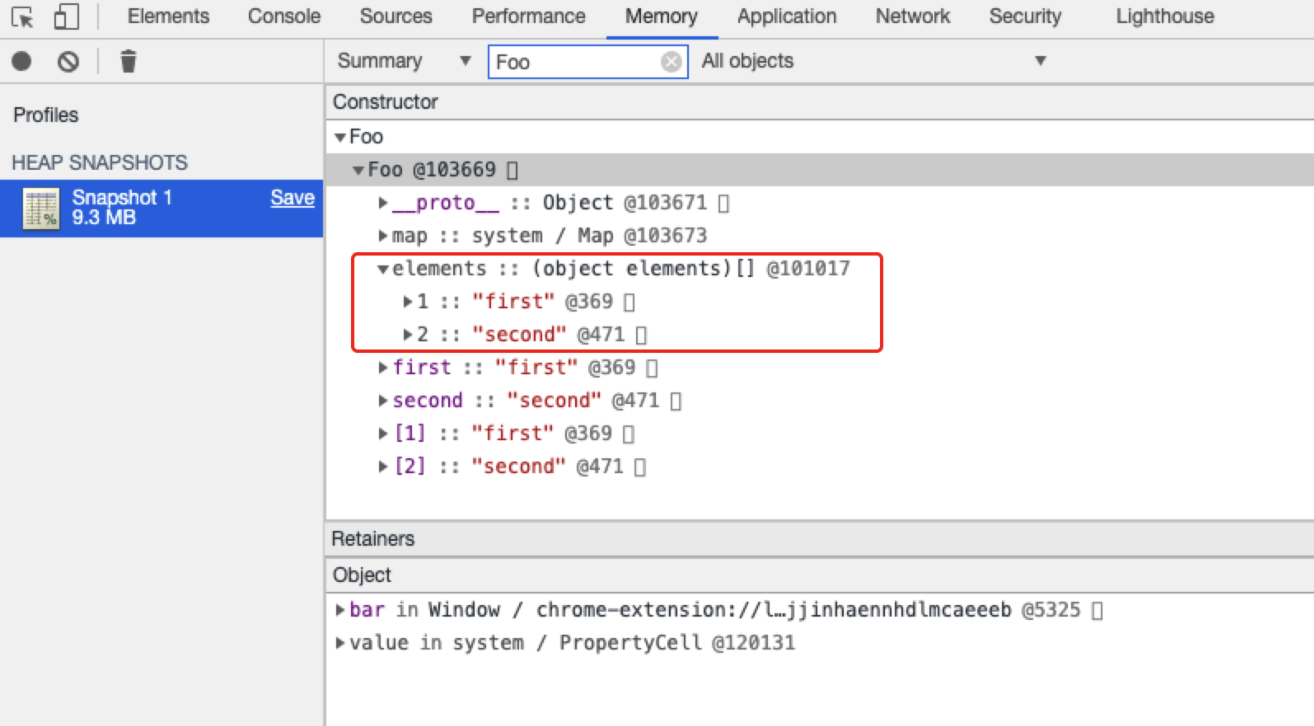 Elements Console Sources Performance Memory Application Network Security Lighthouse
Summary ▼ Foo All objects ▼
Profiles
HEAP SNAPSHOTS
Snapshot 1 Save
9.3 MB
%
Constructor
▼Foo
▼Foo @103669 []
▶__proto__ :: Object @103671 []
▶map :: system / Map @103673
▼elements :: (object elements)[] @101017
▶1 :: "first" @369 []
▶2 :: "second" @471 []
▶first :: "first" @369 []
▶second :: "second" @471 []
▶[1] :: "first" @369 []
▶[2] :: "second" @471 []
Retainers
Object
▶bar in Window / chrome-extension://l…jjinhaennhdlmcaeeeb @5325 []
▶value in system / PropertyCell @120131